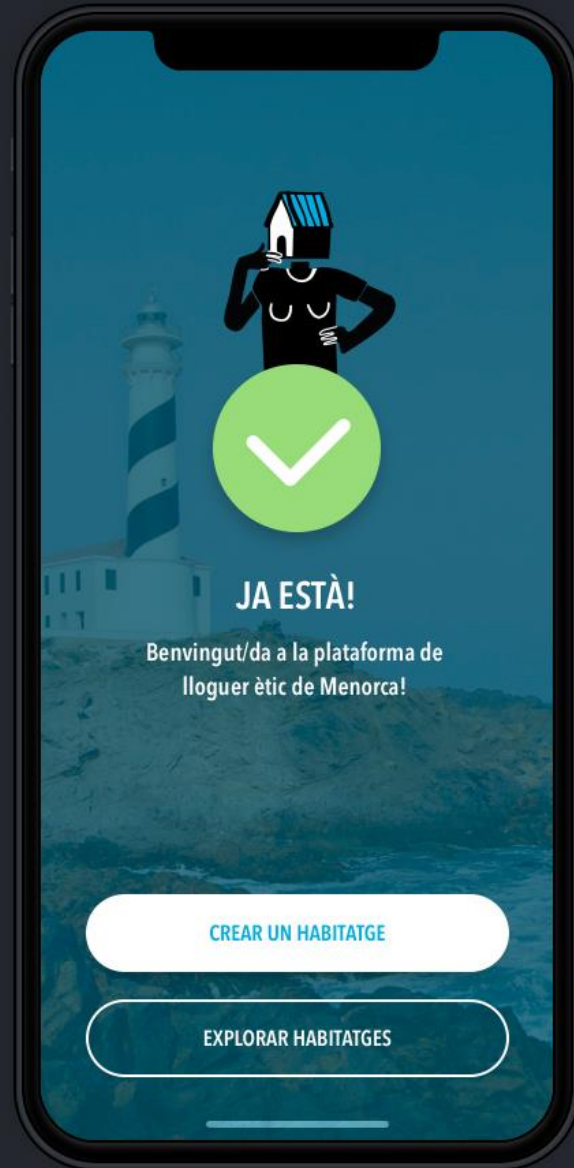 JA ESTÀ!
Benvingut/da a la plataforma de
lloguer ètic de Menorca!
CREAR UN HABITATGE
EXPLORAR HABITATGES